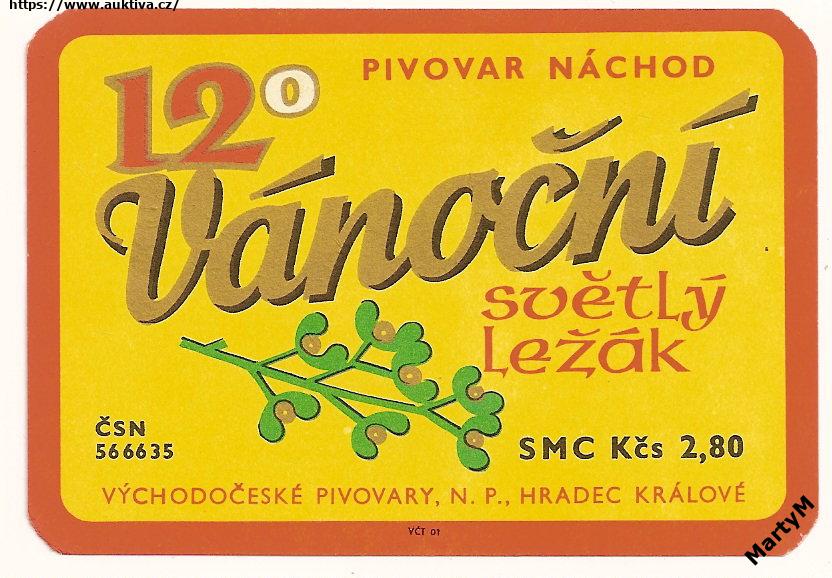 https://www.auktiva.cz/
12°
PIVOVAR NÁCHOD
Vánoční
světlý
ležák
ČSN
566635
SMC Kčs 2,80
VÝCHODOČESKÉ PIVOVARY, N. P., HRADEC KRÁLOVÉ
VČT 01
MartyM